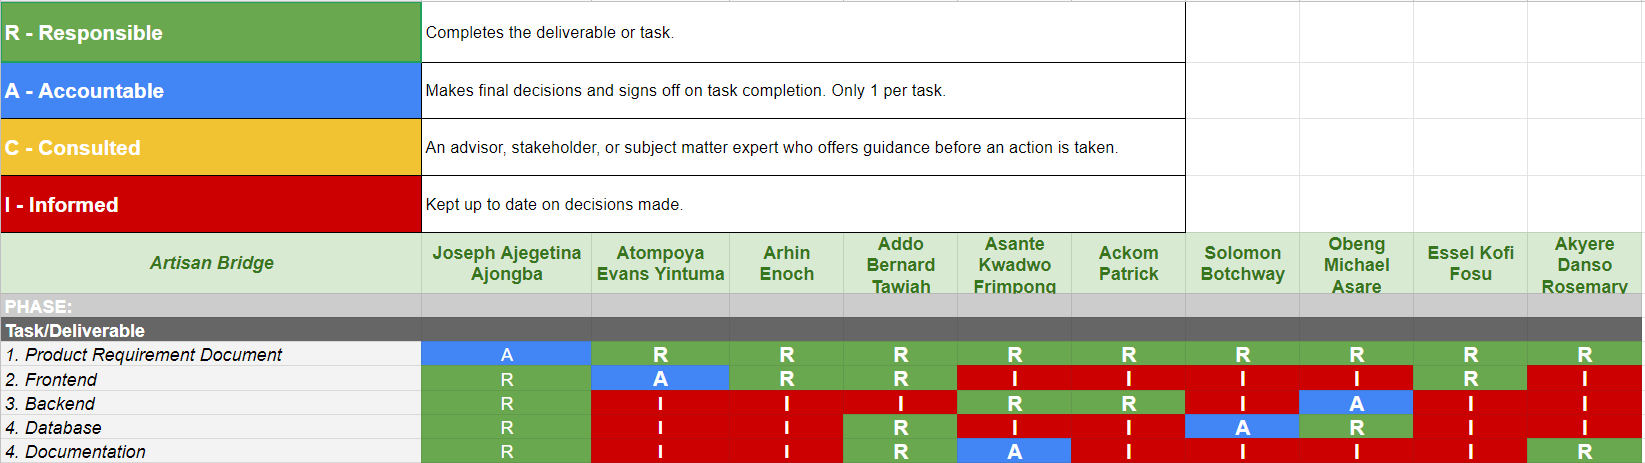 R - Responsible Completes the deliverable or task.
A - Accountable Makes final decisions and signs off on task completion. Only 1 per task.
C - Consulted An advisor, stakeholder, or subject matter expert who offers guidance before an action is taken.
I - Informed Kept up to date on decisions made.
Artisan Bridge
Joseph Ajegetina
Ajongba
Atompoya
Evans Yintuma
Arhin
Enoch
Addo
Bernard
Tawiah
Asante
Kwadwo
Frimpong
Ackom
Patrick
Solomon
Botchway
Obeng
Michael
Asare
Essel Kofi
Fosu
Akyere
Danso
Rosemary
PHASE:
Task/Deliverable
1. Product Requirement Document A R R R R R R R R R
2. Frontend R A R R I I I I R I
3. Backend R I I I R R I A I I
4. Database R I I R I I A R I I
4. Documentation R I I R A I I I I R